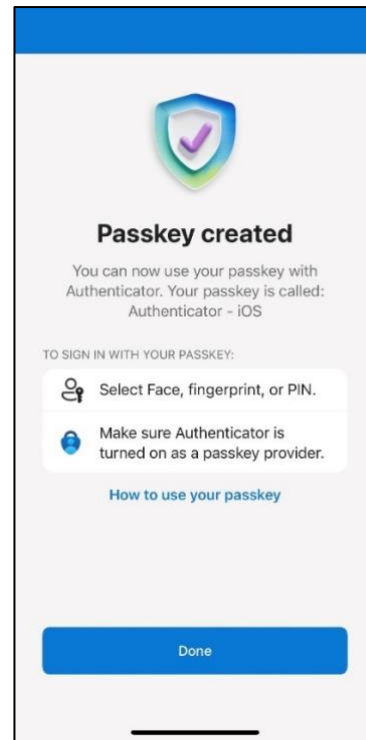 Passkey created
You can now use your passkey with
Authenticator. Your passkey is called:
Authenticator - iOS
TO SIGN IN WITH YOUR PASSKEY:
Select Face, fingerprint, or PIN.
Make sure Authenticator is
turned on as a passkey provider.
How to use your passkey
Done